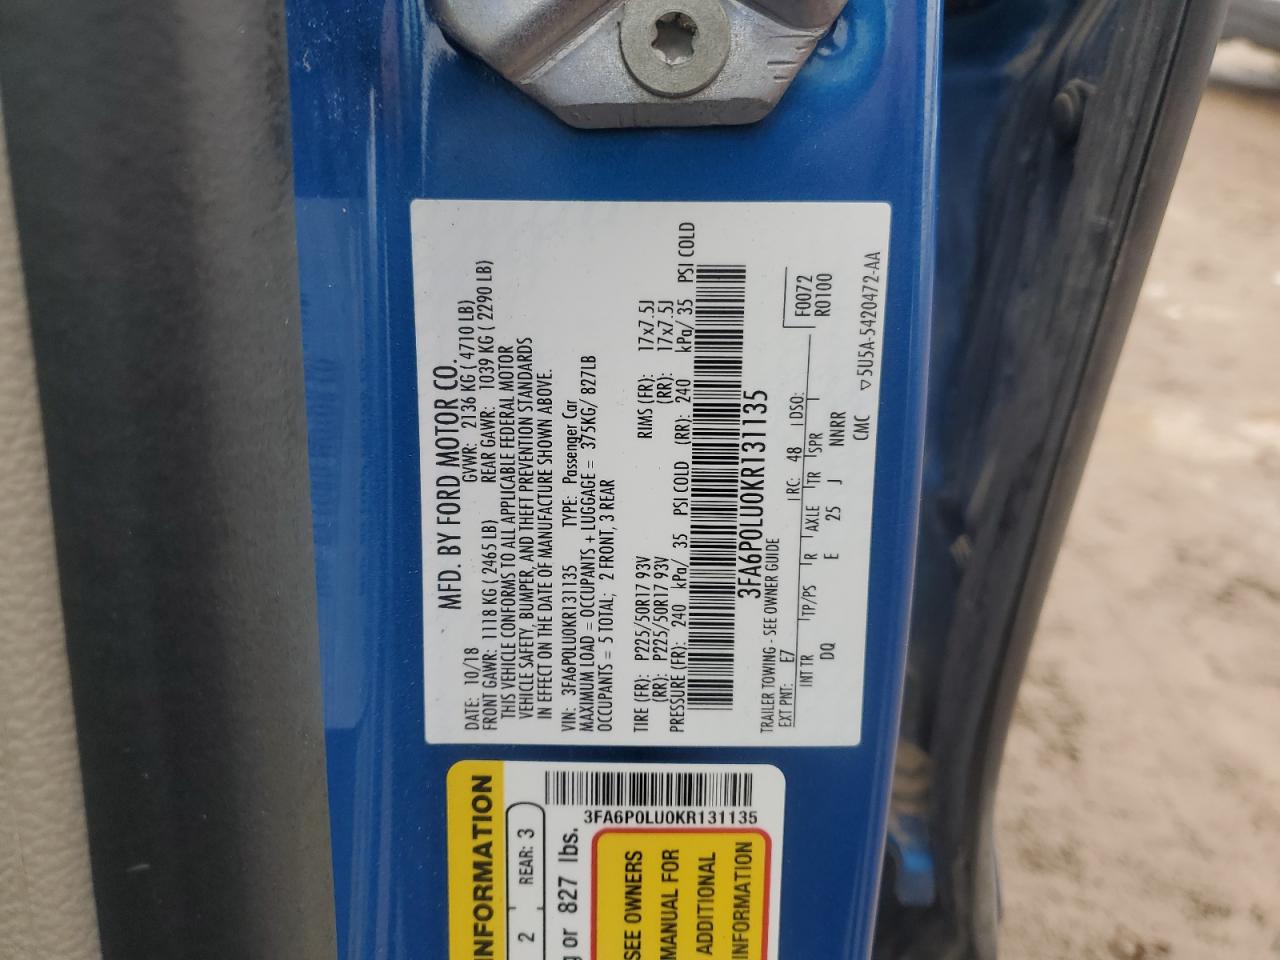 MFD. BY FORD MOTOR CO.
DATE: 10/18 GVWR: 2136 KG ( 4710 LB)
FRONT GAWR: 1118 KG ( 2465 LB) REAR GAWR: 1039 KG ( 2290 LB)
THIS VEHICLE CONFORMS TO ALL APPLICABLE FEDERAL MOTOR
VEHICLE SAFETY, BUMPER, AND THEFT PREVENTION STANDARDS
IN EFFECT ON THE DATE OF MANUFACTURE SHOWN ABOVE.
VIN: 3FA6P0LU0KR131135 TYPE: Passenger Car
MAXIMUM LOAD = OCCUPANTS + LUGGAGE = 375KG/ 827LB
OCCUPANTS = 5 TOTAL; 2 FRONT, 3 REAR
TIRE (FR): P225/50R17 93V RIMS (FR): 17x7.5J
(RR): P225/50R17 93V (RR): 17x7.5J
PRESSURE (FR): 240 kPa/ 35 PSI COLD (RR): 240 kPa/ 35 PSI COLD
3FA6P0LU0KR131135
TRAILER TOWING - SEE OWNER GUIDE
EXT PNT: E7 RC: 48 DSO: F0072
R0100
INT TR TP/PS R AXLE TR SPR
DQ E 25 J NNRR
CMC ▽5U5A-5420472-AA
INFORMATION
2 REAR: 3
or 827 lbs.
3FA6P0LU0KR131135
SEE OWNERS
MANUAL FOR
ADDITIONAL
INFORMATION